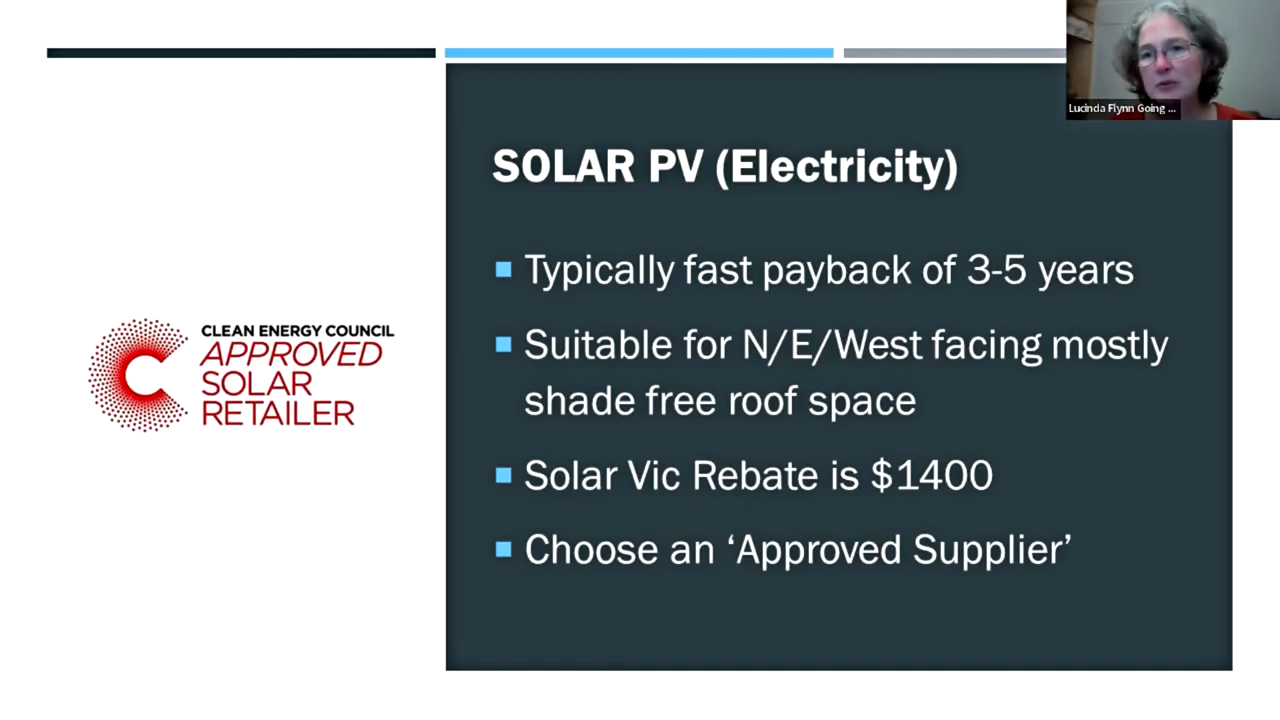 Lucinda Flynn Going ...
SOLAR PV (Electricity)
Typically fast payback of 3-5 years
Suitable for N/E/West facing mostly
shade free roof space
Solar Vic Rebate is $1400
Choose an ‘Approved Supplier’
CLEAN ENERGY COUNCIL
APPROVED
SOLAR
RETAILER